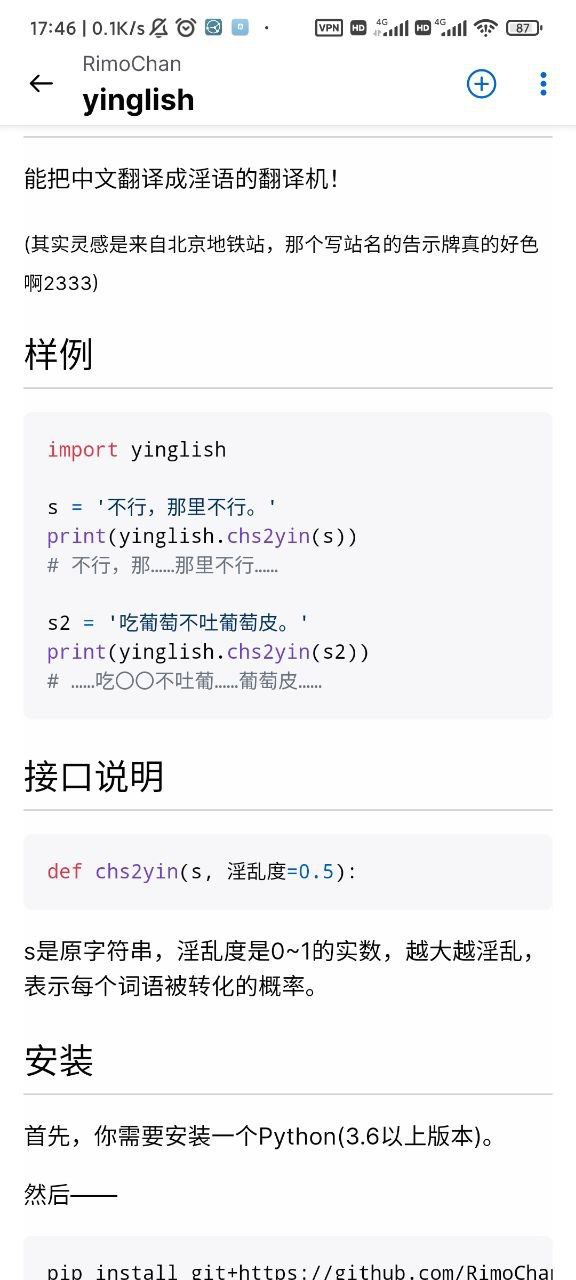 17:46 | 0.1K/s
VPN HD 4G HD 4G 87
RimoChan
yinglish
能把中文翻译成淫语的翻译机！
(其实灵感是来自北京地铁站，那个写站名的告示牌真的好色
啊2333)
样例
import yinglish
s = '不行，那里不行。'
print(yinglish.chs2yin(s))
# 不行，那……那里不行……
s2 = '吃葡萄不吐葡萄皮。'
print(yinglish.chs2yin(s2))
# ……吃〇〇不吐葡……葡萄皮……
接口说明
def chs2yin(s, 淫乱度=0.5):
s是原字符串，淫乱度是0~1的实数，越大越淫乱，
表示每个词语被转化的概率。
安装
首先，你需要安装一个Python(3.6以上版本)。
然后——
pip install git+https://github.com/RimoChan